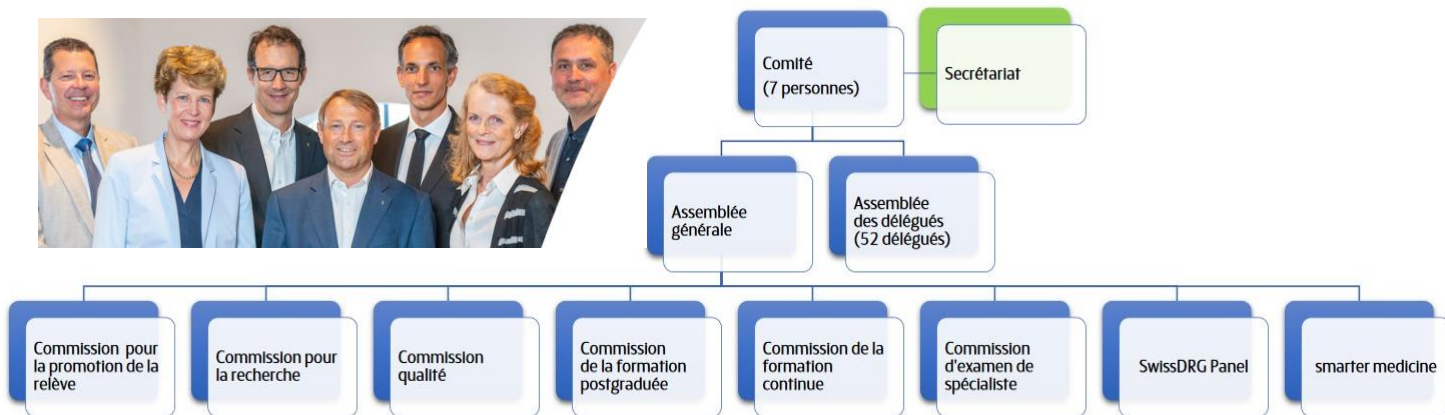 Comité
(7 personnes)
Secrétariat
Assemblée
générale
Assemblée
des délégués
(52 délégués)
Commission pour
la promotion de la
relève
Commission pour
la recherche
Commission
qualité
Commission
de la formation
postgraduée
Commission de la
formation
continue
Commission
d'examen de
spécialiste
SwissDRG Panel
smarter medicine